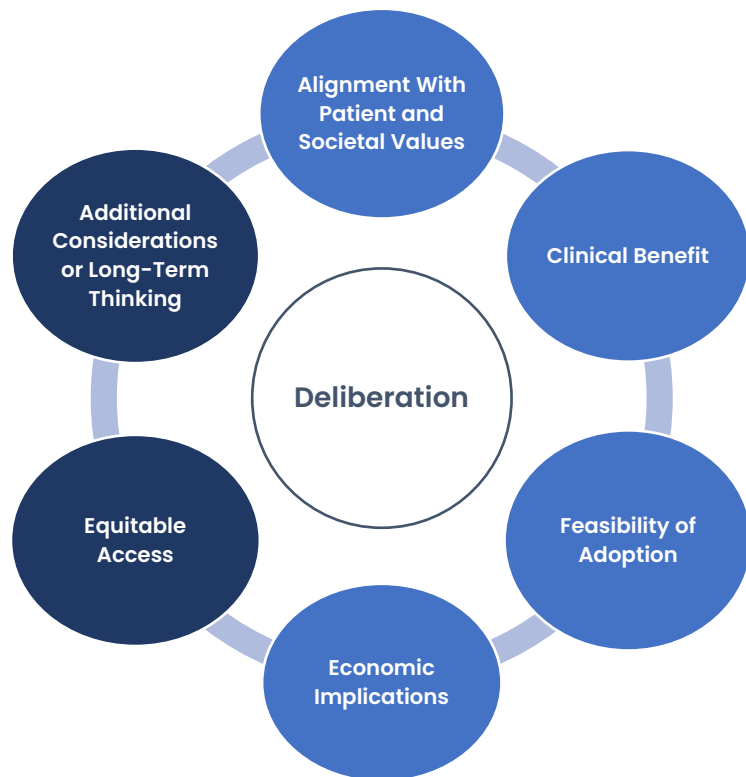 Alignment With
Patient and
Societal Values
Clinical Benefit
Feasibility of
Adoption
Economic
Implications
Equitable
Access
Additional
Considerations
or Long-Term
Thinking
Deliberation